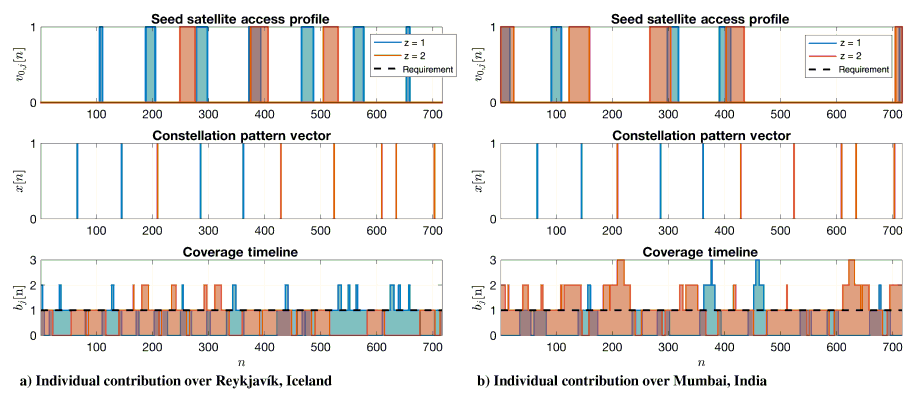 Seed satellite access profile
v0,j[n]
1
0
z = 1
z = 2
Requirement
100 200 300 400 500 600 700
Constellation pattern vector
x[n]
1
0
100 200 300 400 500 600 700
Coverage timeline
bj[n]
3
2
1
0
100 200 300 400 500 600 700
n
a) Individual contribution over Reykjavík, Iceland
Seed satellite access profile
v0,j[n]
1
0
z = 1
z = 2
Requirement
100 200 300 400 500 600 700
Constellation pattern vector
x[n]
1
0
100 200 300 400 500 600 700
Coverage timeline
bj[n]
3
2
1
0
100 200 300 400 500 600 700
n
b) Individual contribution over Mumbai, India